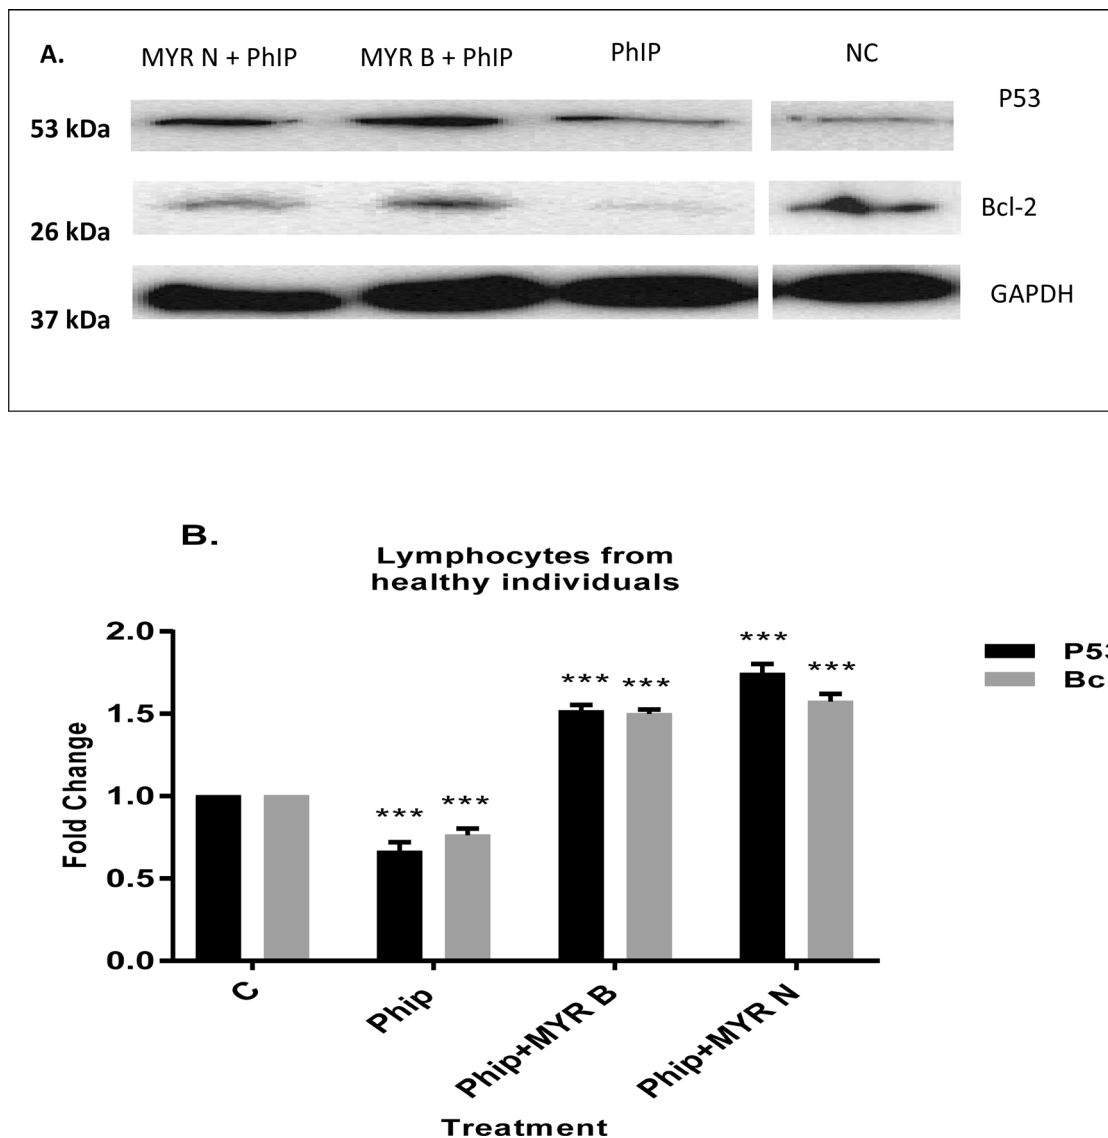 A.
MYR N + PhIP
MYR B + PhIP
PhIP
NC
P53
53 kDa
Bcl-2
26 kDa
GAPDH
37 kDa
B.
Lymphocytes from
healthy individuals
2.0
1.5
1.0
0.5
0.0
Fold Change
***
***
***
***
***
***
P53
Bc
C
Phip
Phip+MYR B
Phip+MYR N
Treatment